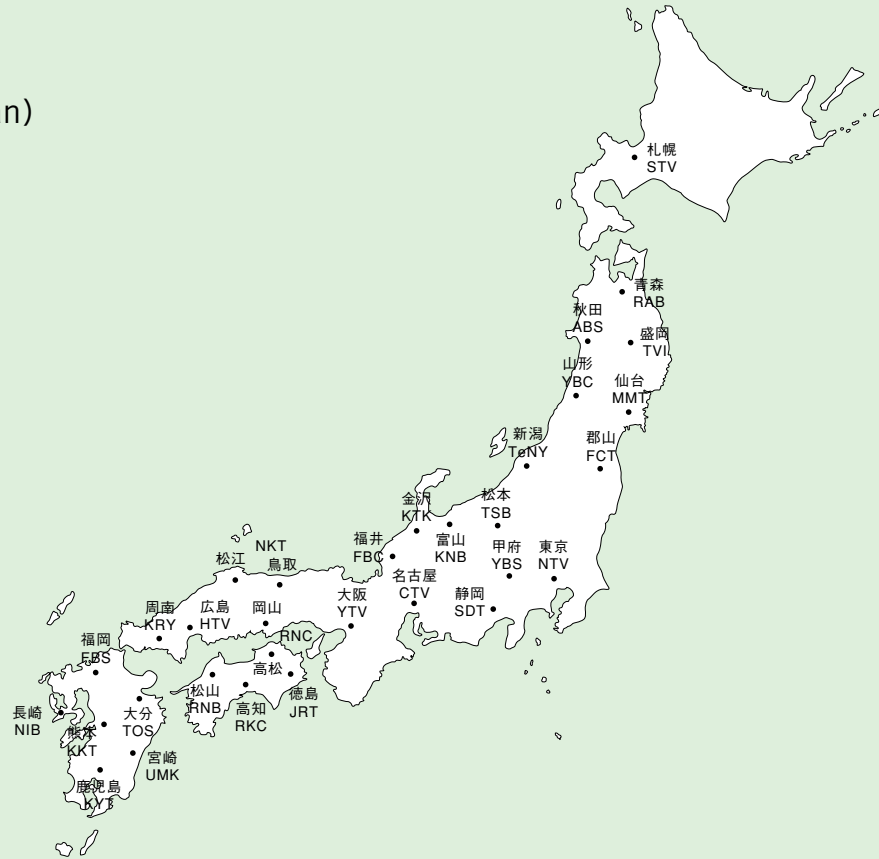 n)
札幌
STV
青森
RAB
秋田
ABS
盛岡
TVI
山形
YBC
仙台
MMT
新潟
TeNY
郡山
FCT
金沢
KTK
松本
TSB
福井
FBC
富山
KNB
甲府
YBS
東京
NTV
NKT
松江
鳥取
名古屋
CTV
静岡
SDT
大阪
YTV
周南
KRY
広島
HTV
岡山
RNC
高松
福岡
FBS
松山
RNB
高知
RKC
徳島
JRT
長崎
NIB
大分
TOS
熊本
KKT
宮崎
UMK
鹿児島
KYT